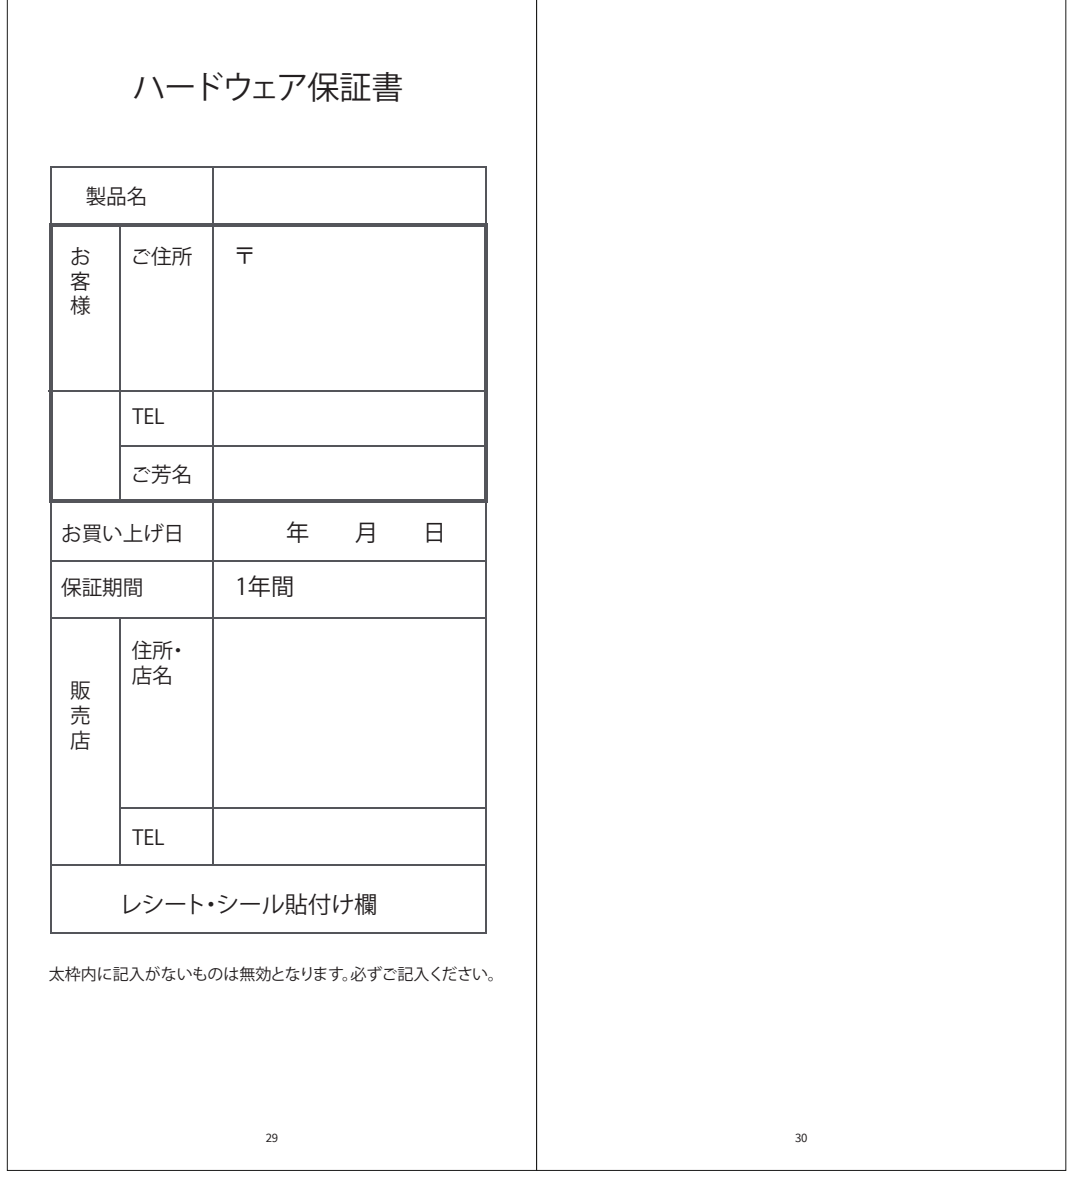 ハードウェア保証書
製品名
お客様
ご住所
〒
TEL
ご芳名
お買い上げ日
年 月 日
保証期間
1年間
販売店
住所・
店名
TEL
レシート・シール貼付け欄
太枠内に記入がないものは無効となります。必ずご記入ください。
29
30